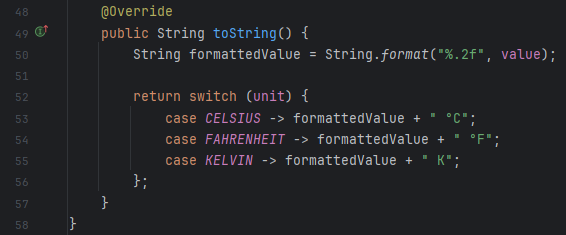 48 @Override
49 public String toString() {
50 String formattedValue = String.format("%.2f", value);
51
52 return switch (unit) {
53 case CELSIUS -> formattedValue + " °C";
54 case FAHRENHEIT -> formattedValue + " °F";
55 case KELVIN -> formattedValue + " K";
56 };
57 }
58 }